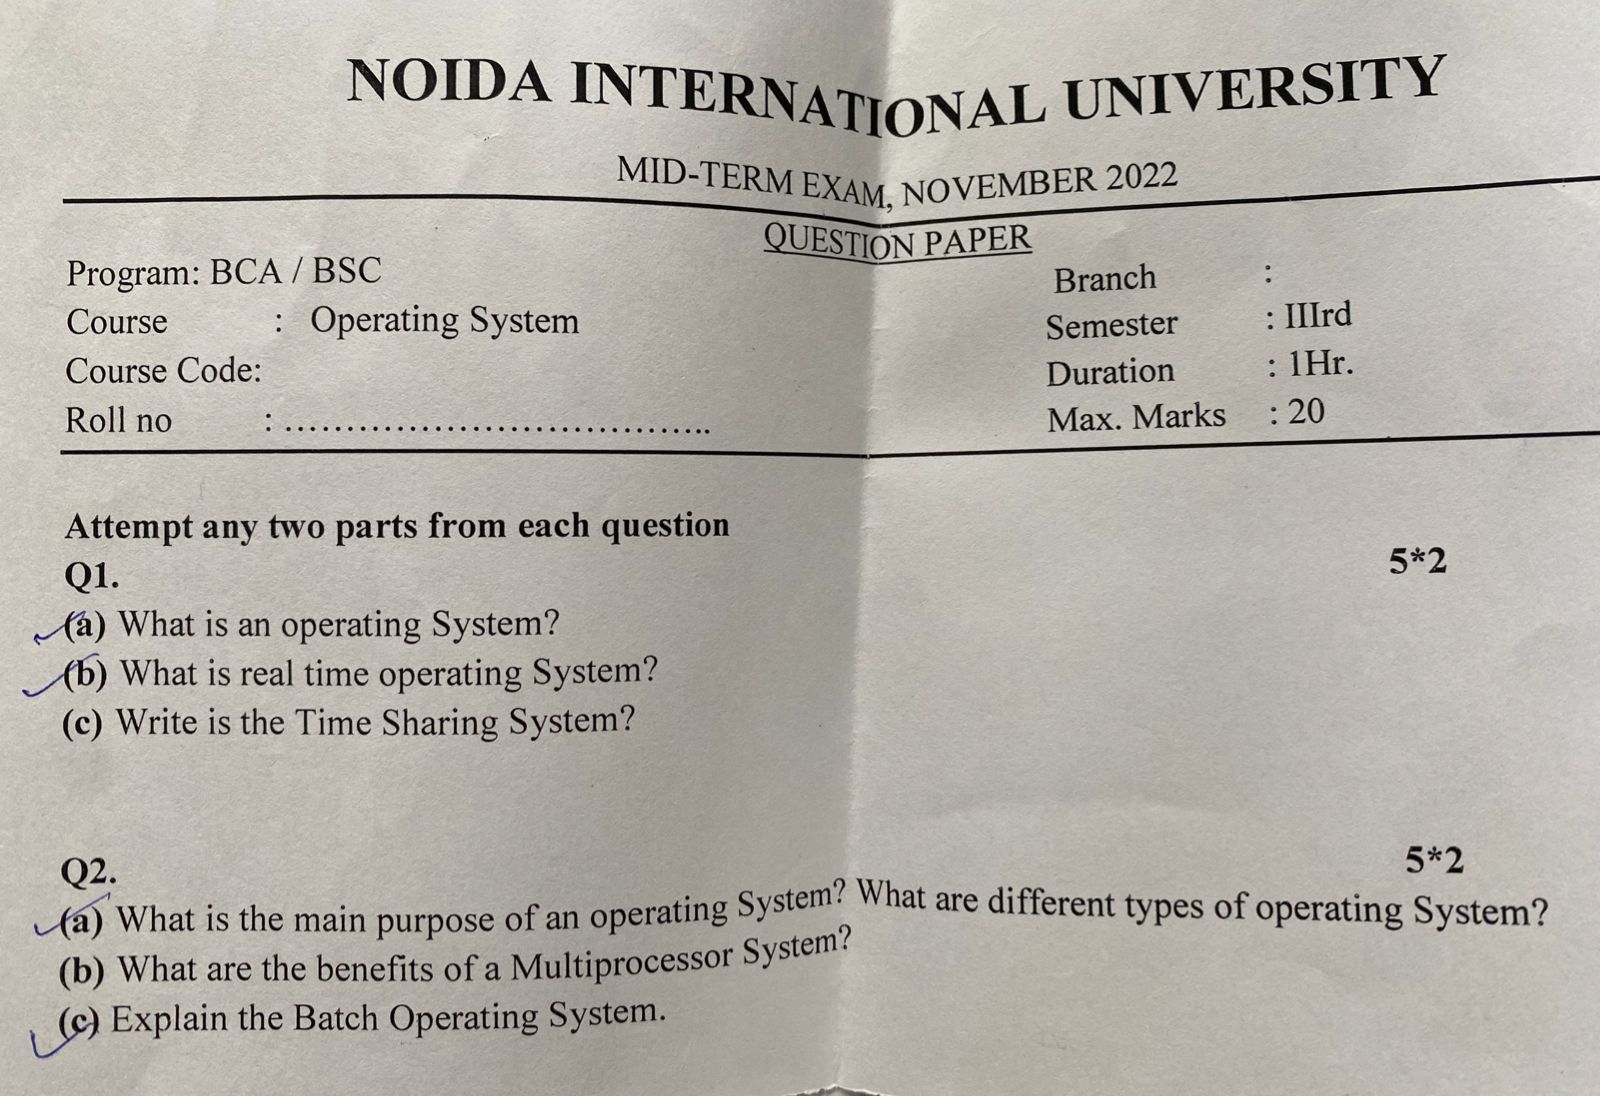 NOIDA INTERNATIONAL UNIVERSITY
MID-TERM EXAM, NOVEMBER 2022
QUESTION PAPER
Program: BCA / BSC
Course : Operating System
Course Code:
Roll no : .......................................
Branch :
Semester : IIIrd
Duration : 1Hr.
Max. Marks : 20
Attempt any two parts from each question
Q1. 5*2
(a) What is an operating System?
(b) What is real time operating System?
(c) Write is the Time Sharing System?
Q2. 5*2
(a) What is the main purpose of an operating System? What are different types of operating System?
(b) What are the benefits of a Multiprocessor System?
(c) Explain the Batch Operating System.